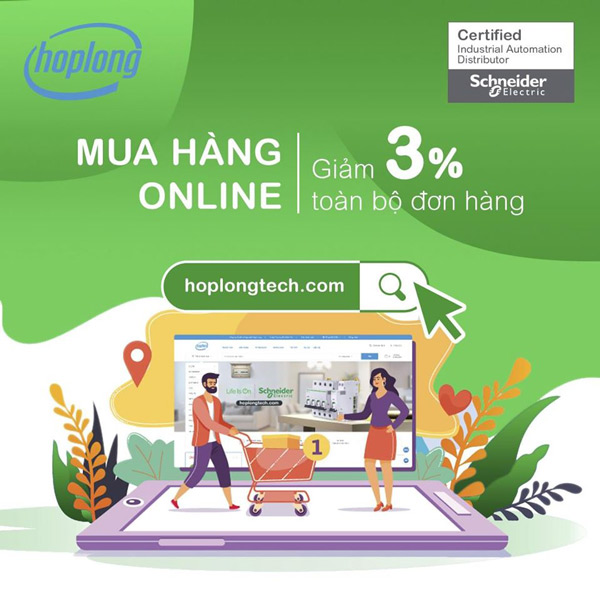 hoplong
Certified
Industrial Automation
Distributor
Schneider
Electric
MUA HÀNG
ONLINE
Giảm 3%
toàn bộ đơn hàng
hoplongtech.com
Life Is On
Schneider
Electric
hoplongtech.com
1